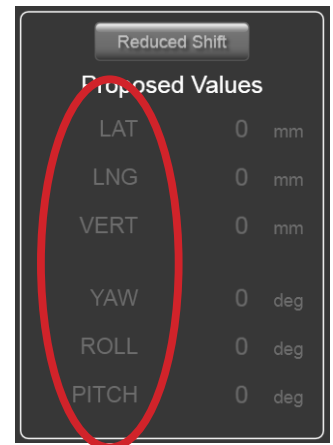 Reduced Shift
Proposed Values
LAT 0 mm
LNG 0 mm
VERT 0 mm
YAW 0 deg
ROLL 0 deg
PITCH 0 deg